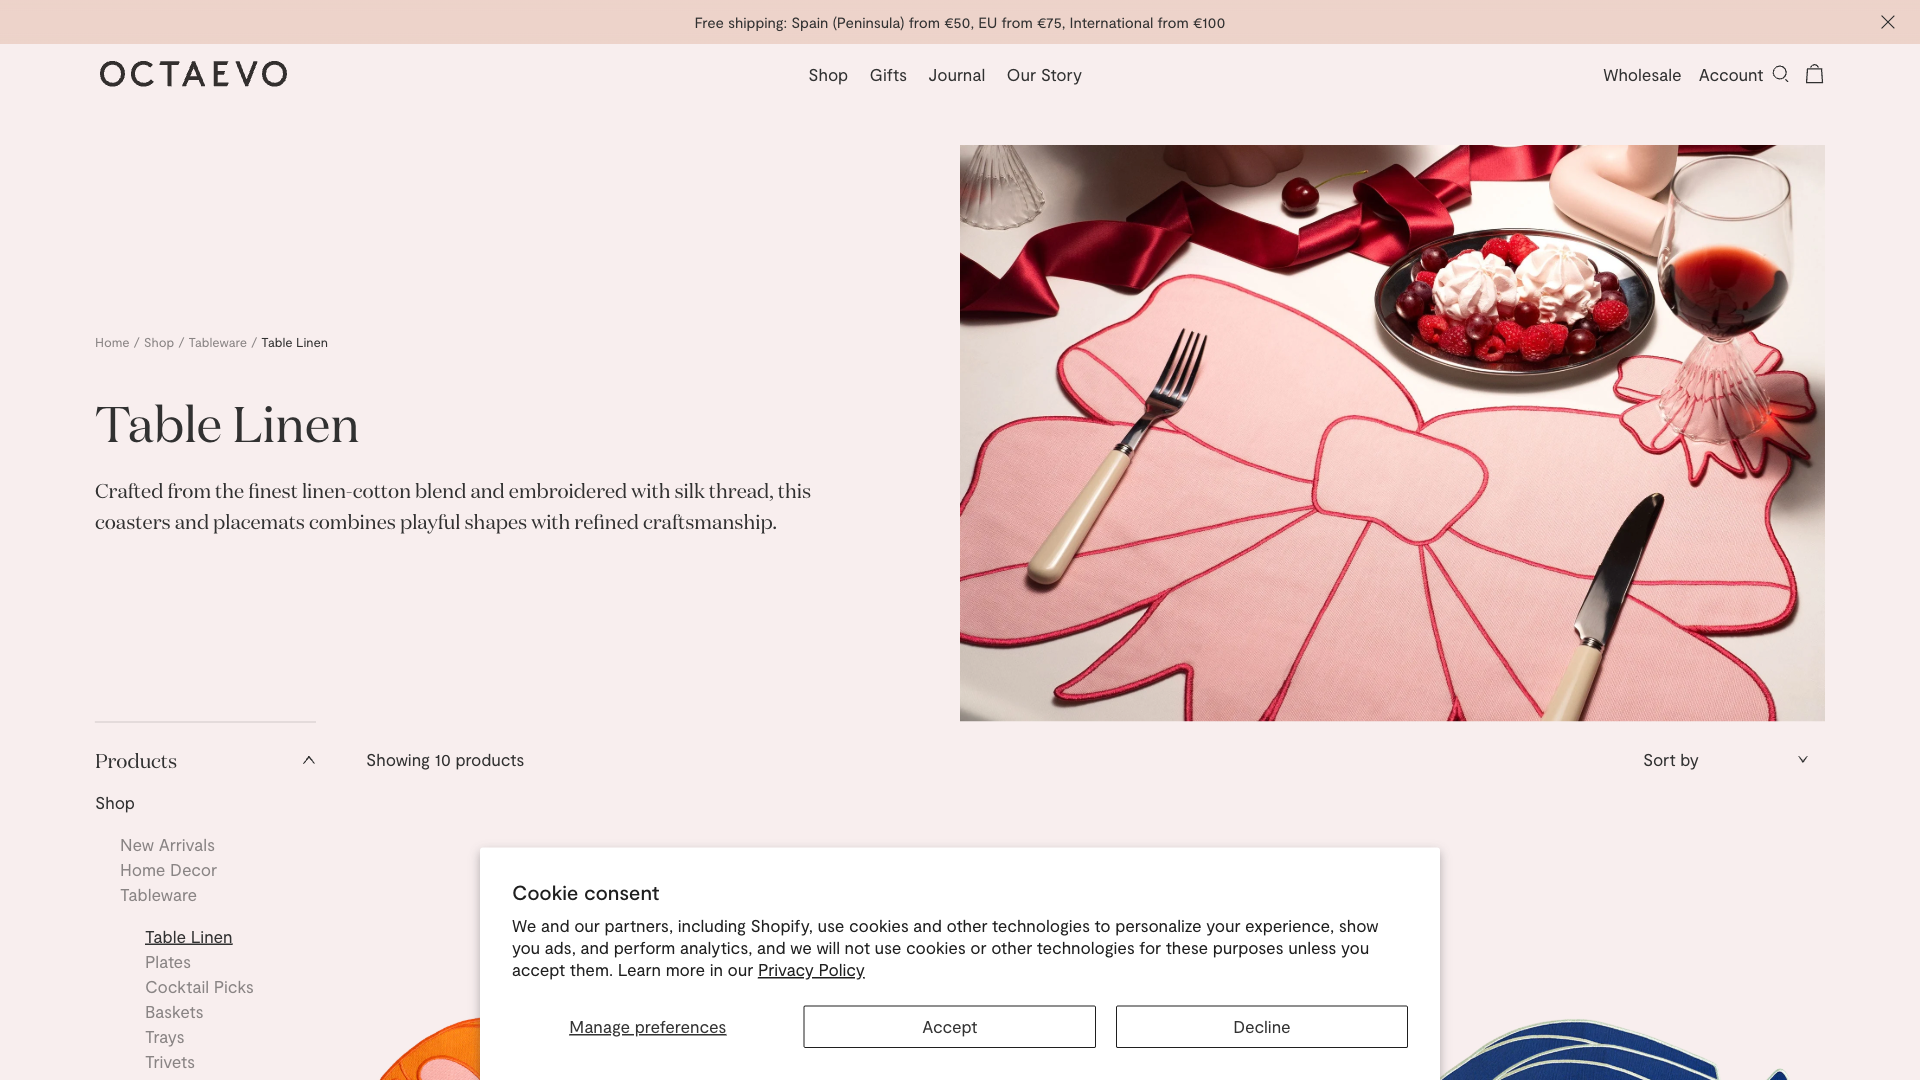 Free shipping: Spain (Peninsula) from €50, EU from €75, International from €100
OCTAEVO
Shop
Gifts
Journal
Our Story
Wholesale
Account
Home / Shop / Tableware / Table Linen
Table Linen
Crafted from the finest linen-cotton blend and embroidered with silk thread, this
coasters and placemats combines playful shapes with refined craftsmanship.
Products
Showing 10 products
Sort by
Shop
New Arrivals
Home Decor
Tableware
Table Linen
Plates
Cocktail Picks
Baskets
Trays
Trivets
Cookie consent
We and our partners, including Shopify, use cookies and other technologies to personalize your experience, show
you ads, and perform analytics, and we will not use cookies or other technologies for these purposes unless you
accept them. Learn more in our Privacy Policy
Manage preferences
Accept
Decline